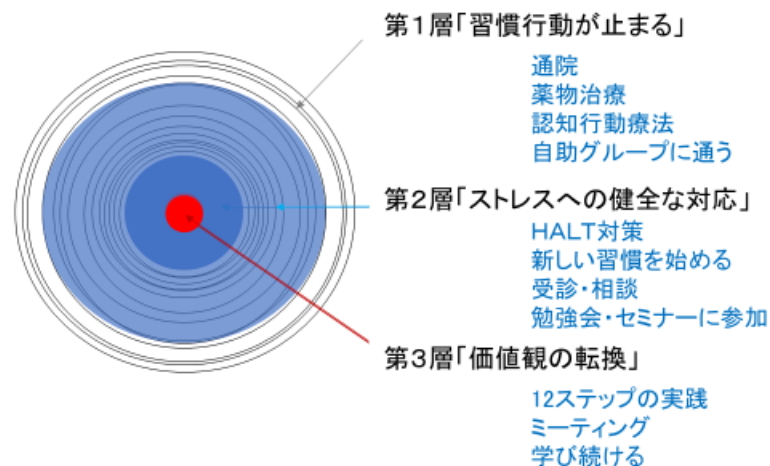 第1層「習慣行動が止まる」
通院
薬物治療
認知行動療法
自助グループに通う
第2層「ストレスへの健全な対応」
HALT対策
新しい習慣を始める
受診・相談
勉強会・セミナーに参加
第3層「価値観の転換」
12ステップの実践
ミーティング
学び続ける